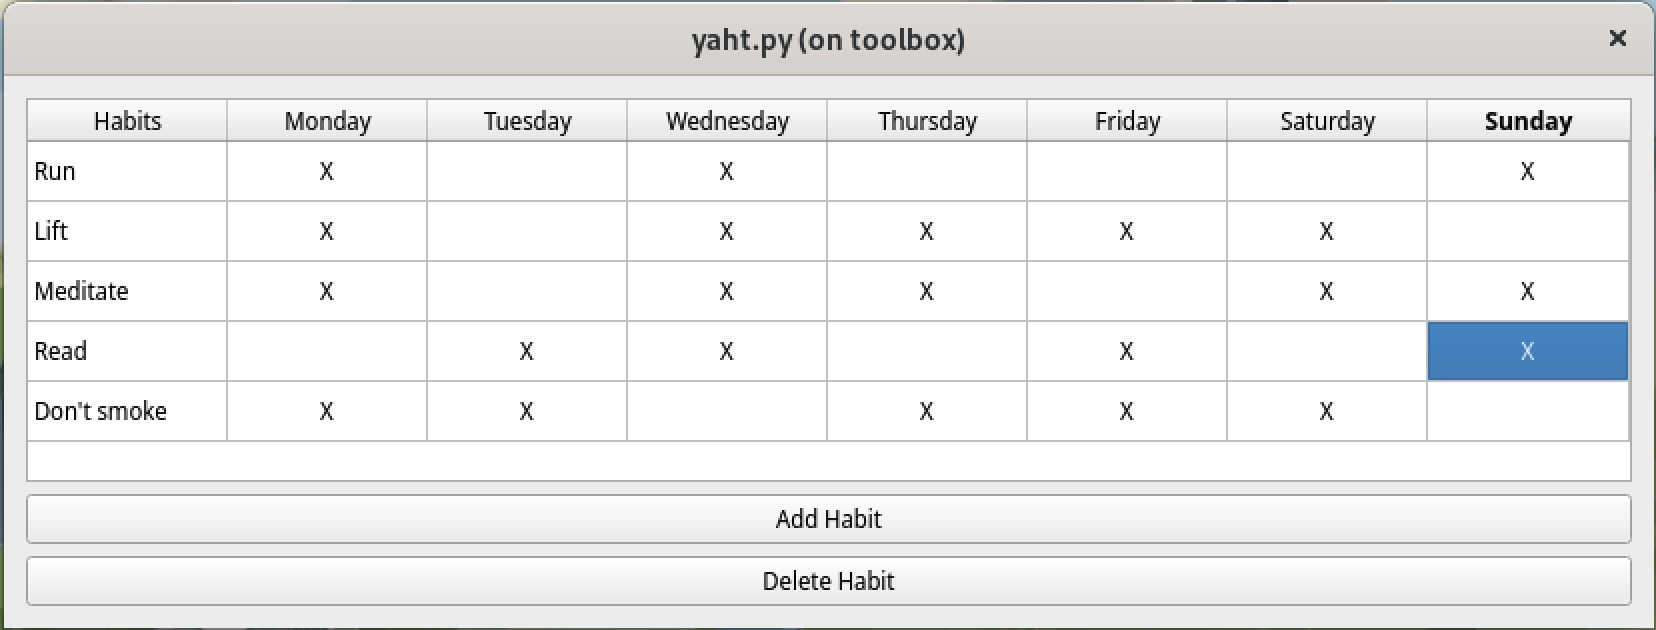 yaht.py (on toolbox) ×
Habits Monday Tuesday Wednesday Thursday Friday Saturday Sunday
Run X X X
Lift X X X X X
Meditate X X X X X
Read X X X X
Don't smoke X X X X X
Add Habit
Delete Habit